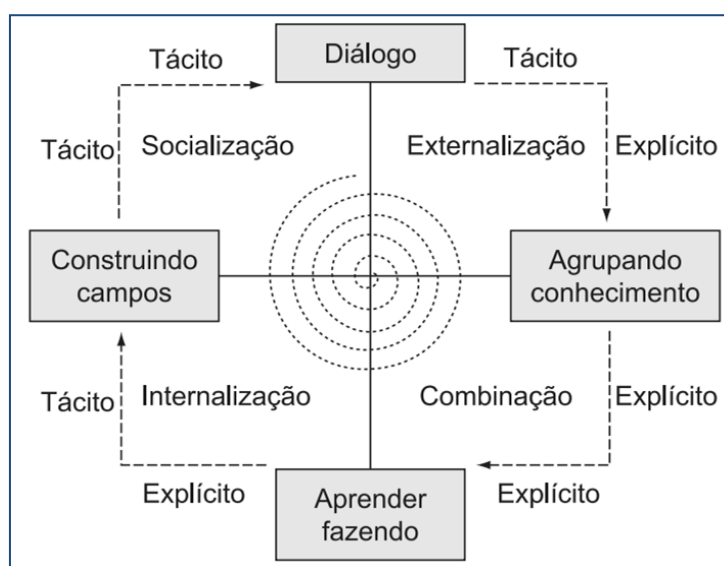 Diálogo
Tácito
Tácito
Tácito
Socialização
Externalização
Explícito
Construindo
campos
Agrupando
conhecimento
Tácito
Internalização
Combinação
Explícito
Explícito
Explícito
Aprender
fazendo